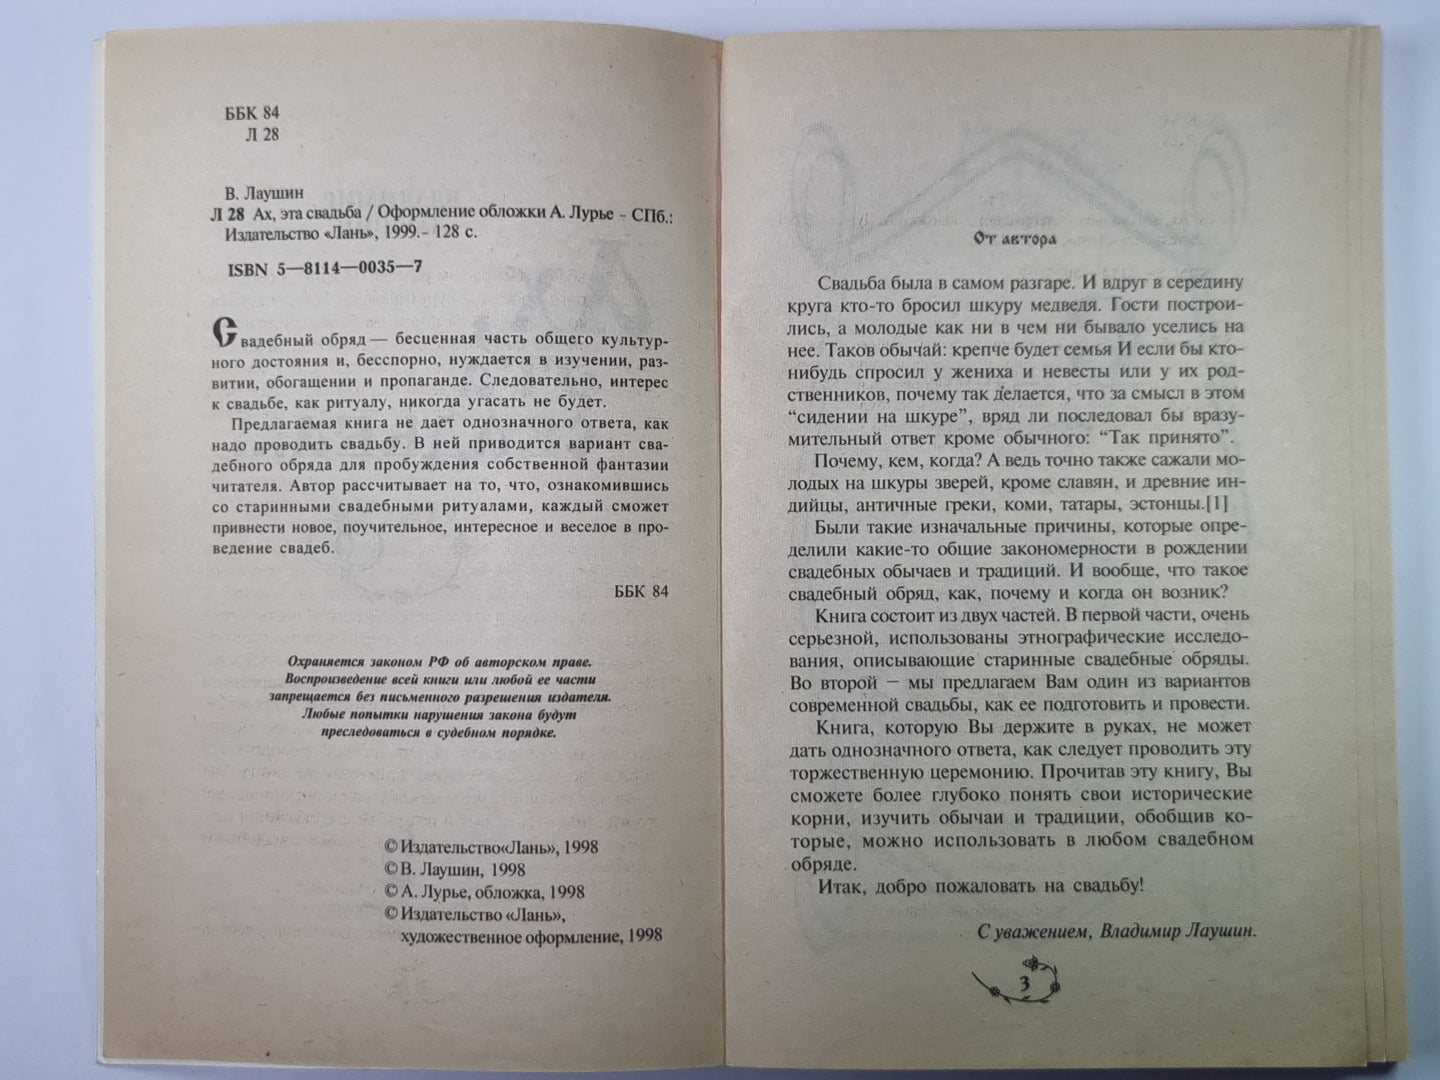 ББК 84
Л 28
В. Лаушин
Л 28 Ах, эта свадьба / Оформление обложки А. Лурье - СПб.:
Издательство «Лань», 1999.- 128 с.
ISBN 5—8114—0035—7
Свадебный обряд — бесценная часть общего культур-
ного достояния и, бесспорно, нуждается в изучении, раз-
витии, обогащении и пропаганде. Следовательно, интерес
к свадьбе, как ритуалу, никогда угасать не будет.
Предлагаемая книга не дает однозначного ответа, как
надо проводить свадьбу. В ней приводится вариант сва-
дебного обряда для пробуждения собственной фантазии
читателя. Автор рассчитывает на то, что, ознакомившись
со старинными свадебными ритуалами, каждый сможет
привнести новое, поучительное, интересное и веселое в про-
ведение свадеб.
ББК 84
Охраняется законом РФ об авторском праве.
Воспроизведение всей книги или любой ее части
запрещается без письменного разрешения издателя.
Любые попытки нарушения закона будут
преследоваться в судебном порядке.
© Издательство«Лань», 1998
© В. Лаушин, 1998
© А. Лурье, обложка, 1998
© Издательство «Лань»,
художественное оформление, 1998
От автора
Свадьба была в самом разгаре. И вдруг в середину
круга кто-то бросил шкуру медведя. Гости построи-
лись, а молодые как ни в чем ни бывало уселись на
нее. Таков обычай: крепче будет семья И если бы кто-
нибудь спросил у жениха и невесты или у их род-
ственников, почему так делается, что за смысл в этом
“сидении на шкуре”, вряд ли последовал бы вразу-
мительный ответ кроме обычного: “Так принято”.
Почему, кем, когда? А ведь точно также сажали мо-
лодых на шкуры зверей, кроме славян, и древние ин-
дийцы, античные греки, коми, татары, эстонцы.[1]
Были такие изначальные причины, которые опре-
делили какие-то общие закономерности в рождении
свадебных обычаев и традиций. И вообще, что такое
свадебный обряд, как, почему и когда он возник?
Книга состоит из двух частей. В первой части, очень
серьезной, использованы этнографические исследо-
вания, описывающие старинные свадебные обряды.
Во второй — мы предлагаем Вам один из вариантов
современной свадьбы, как ее подготовить и провести.
Книга, которую Вы держите в руках, не может
дать однозначного ответа, как следует проводить эту
торжественную церемонию. Прочитав эту книгу, Вы
сможете более глубоко понять свои исторические
корни, изучить обычаи и традиции, обобщив ко-
торые, можно использовать в любом свадебном
обряде.
Итак, добро пожаловать на свадьбу!
С уважением, Владимир Лаушин.
3